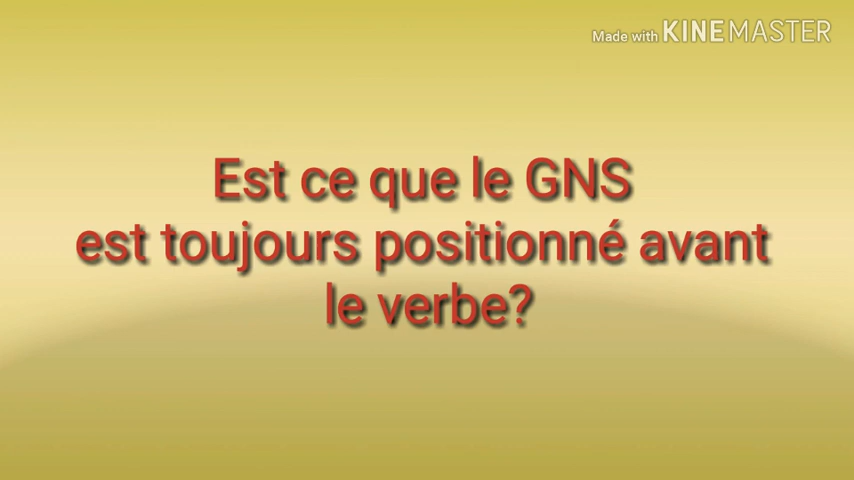 Made with KINEMASTER
Est ce que le GNS
est toujours positionné avant
le verbe?